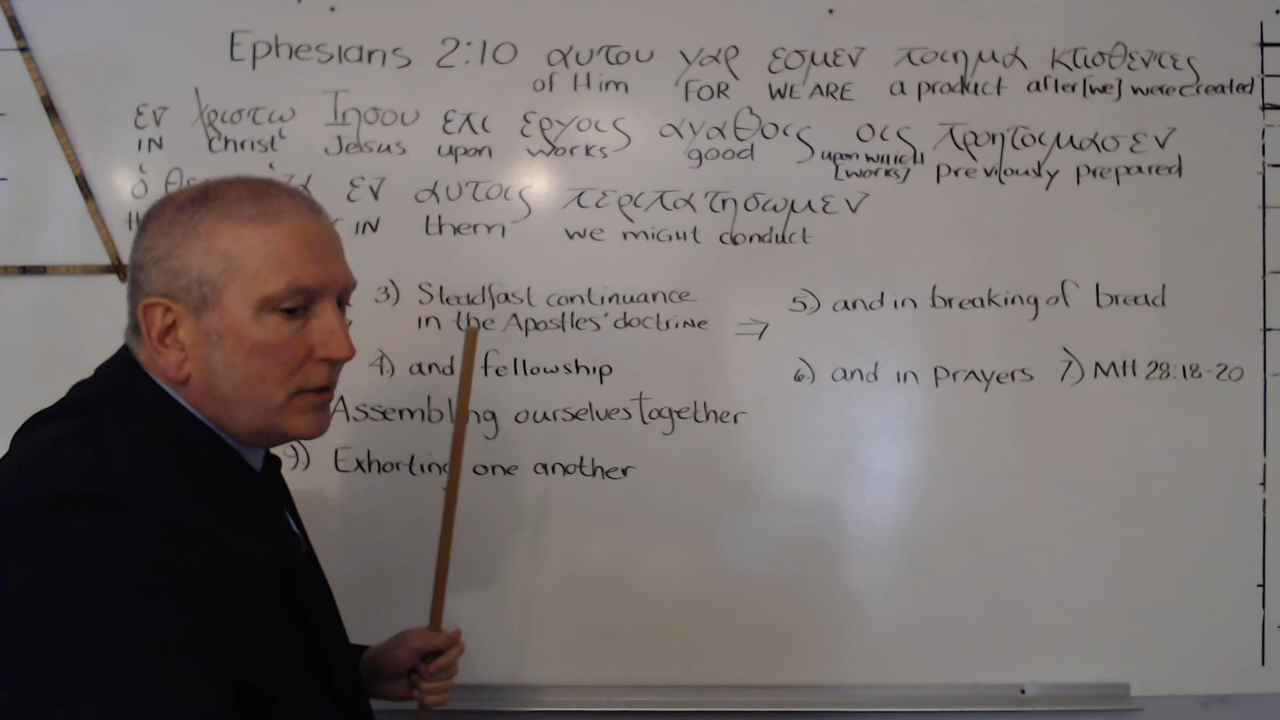 Ephesians 2:10 αυτου γαρ εσμεν ποιημα κτισθεντες
of Him FOR WE ARE a product after [we] were created
εν Χριστω Ιησου επι εργοις αγαθοις οις προητοιμασεν
IN Christ Jesus upon works good upon which [works] previously prepared
ὁ εν αυτοις περιπατησωμεν
IN them we might conduct
3) Steadfast continuance
in the Apostles' doctrine ⇒
4) and fellowship
Assembling ourselves together
9) Exhorting one another
5) and in breaking of bread
6) and in prayers 7) Mtt 28:18-20